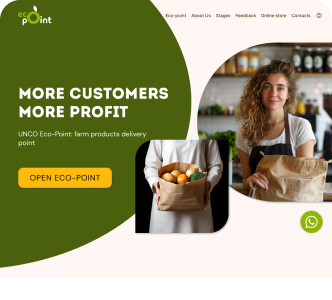 eco
point
Eco-point About Us Stages Feedback Online-store Contacts
MORE CUSTOMERS
MORE PROFIT
UNCO Eco-Point: farm products delivery
point
OPEN ECO-POINT